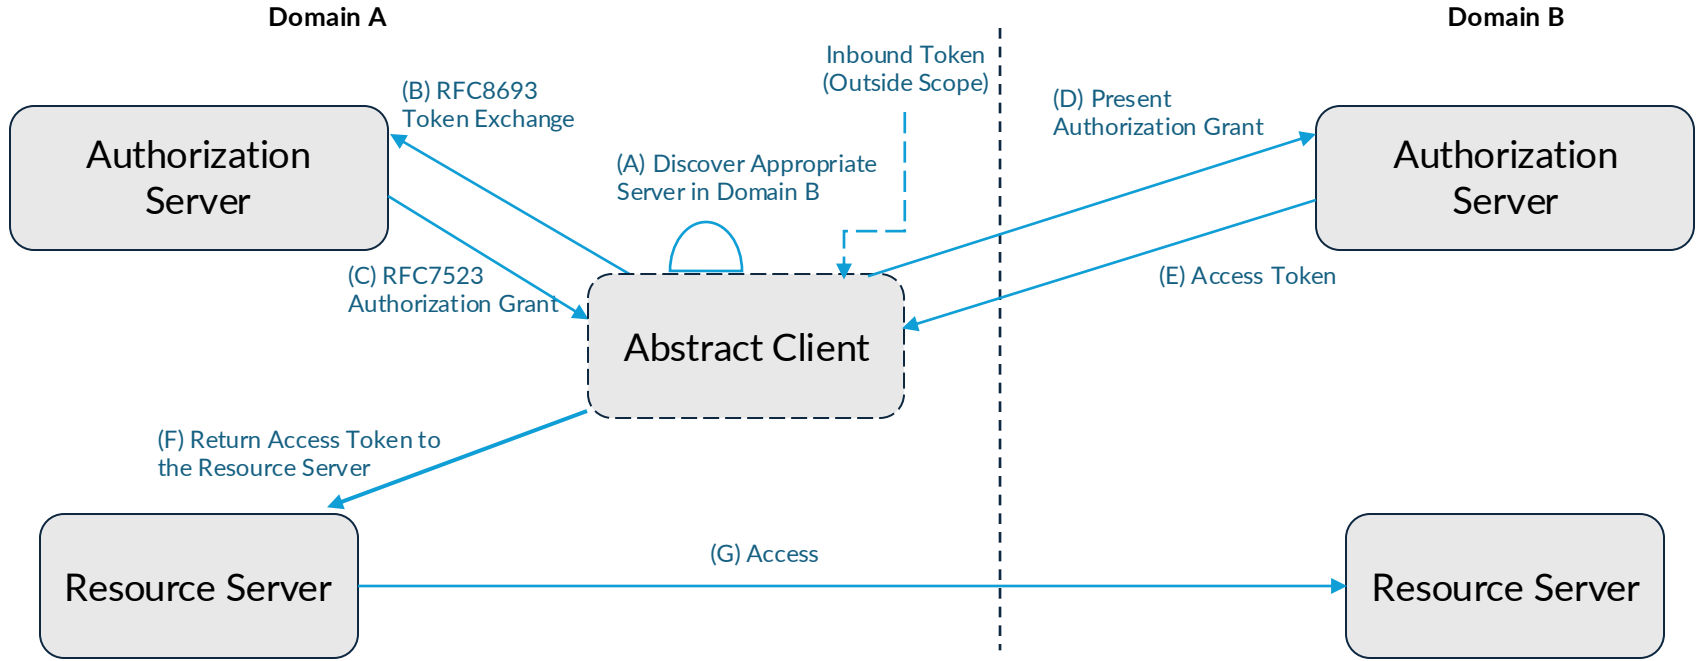 Domain A
Domain B
Inbound Token
(Outside Scope)
(B) RFC8693
Token Exchange
(D) Present
Authorization Grant
Authorization
Server
(A) Discover Appropriate
Server in Domain B
Authorization
Server
(C) RFC7523
Authorization Grant
(E) Access Token
Abstract Client
(F) Return Access Token to
the Resource Server
(G) Access
Resource Server
Resource Server